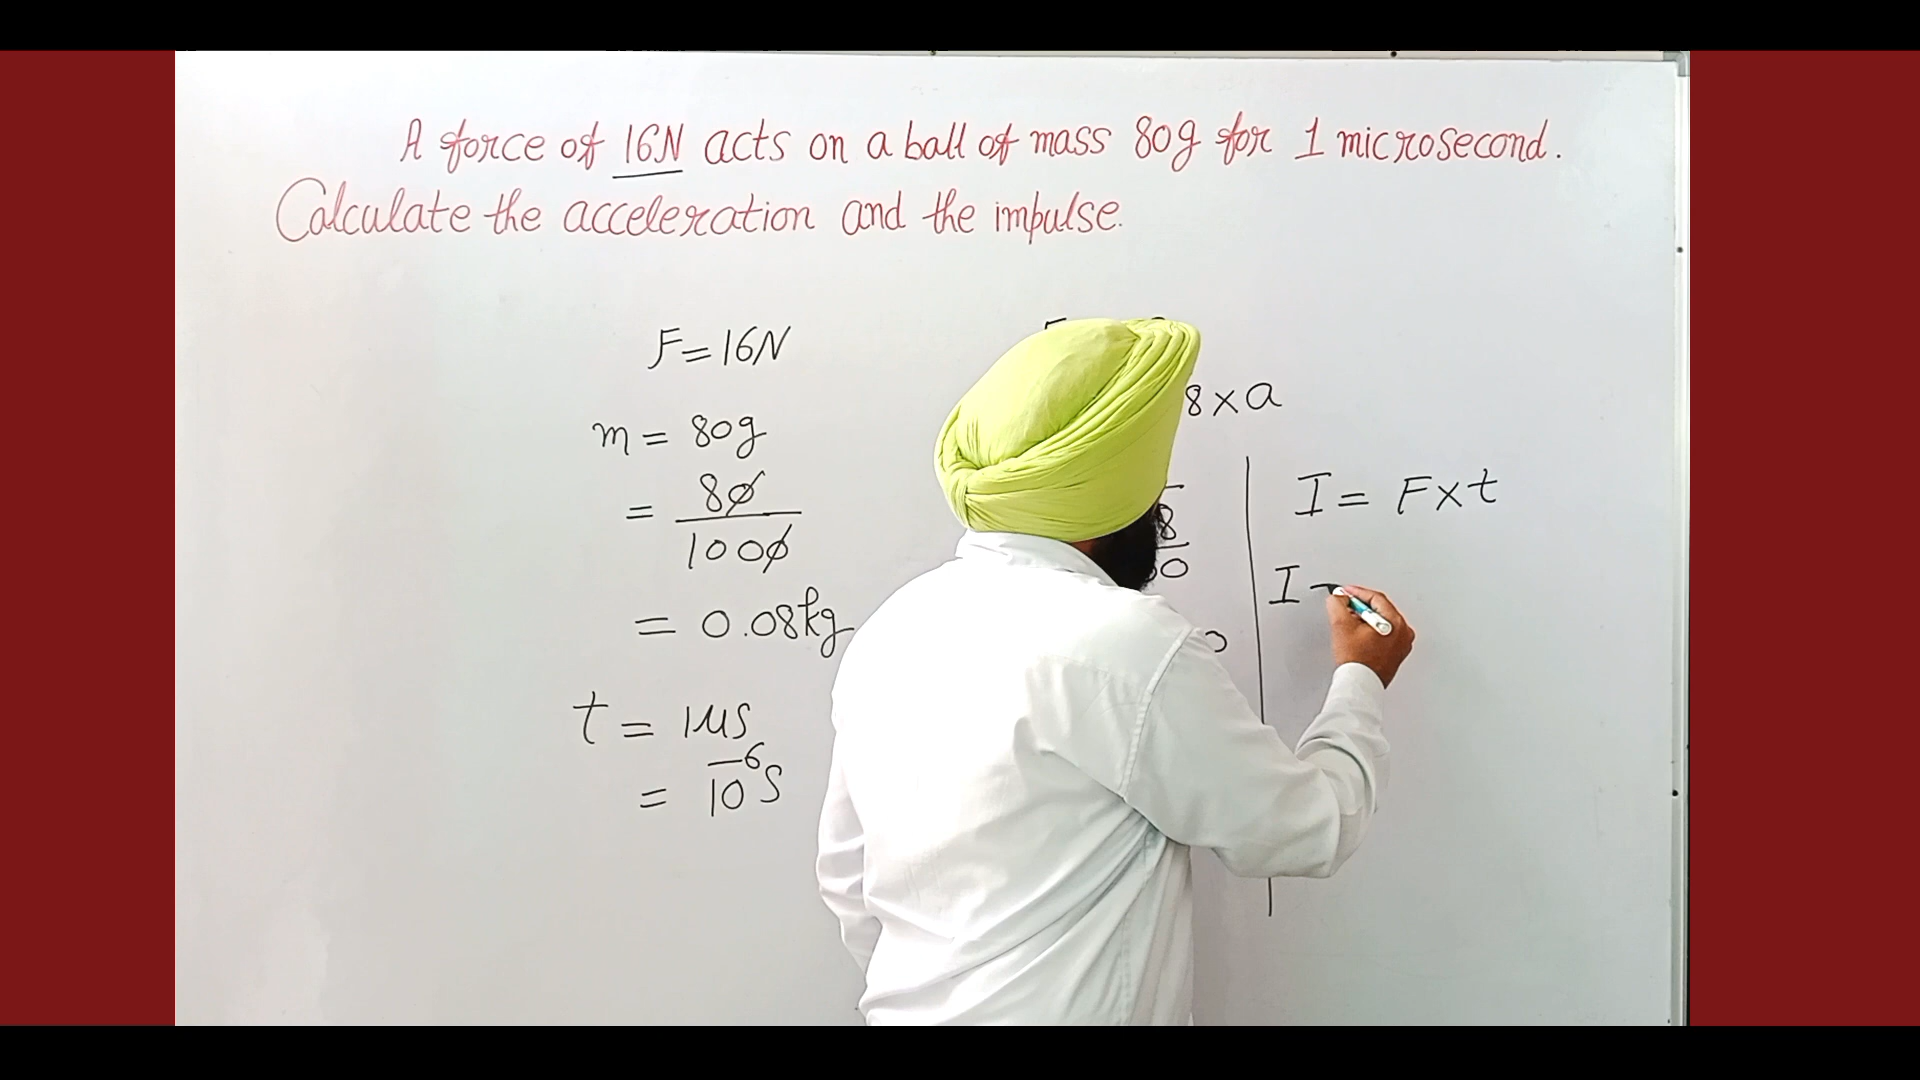 A force of 16N acts on a ball of mass 80g for 1 microsecond.
Calculate the acceleration and the impulse.
F=16N
m = 80g
= 80/1000
= 0.08kg
t = 1μs
= 10⁻⁶s
8×a
8
I = F×t
I